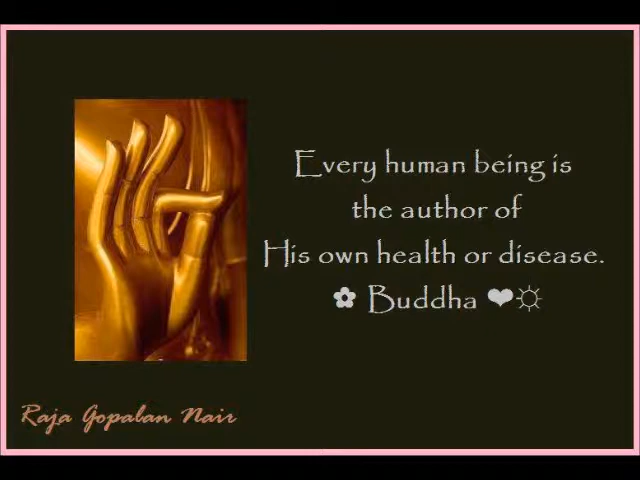 Every human being is
the author of
His own health or disease.
✿ Buddha ❤☼
Raja Gopalan Nair